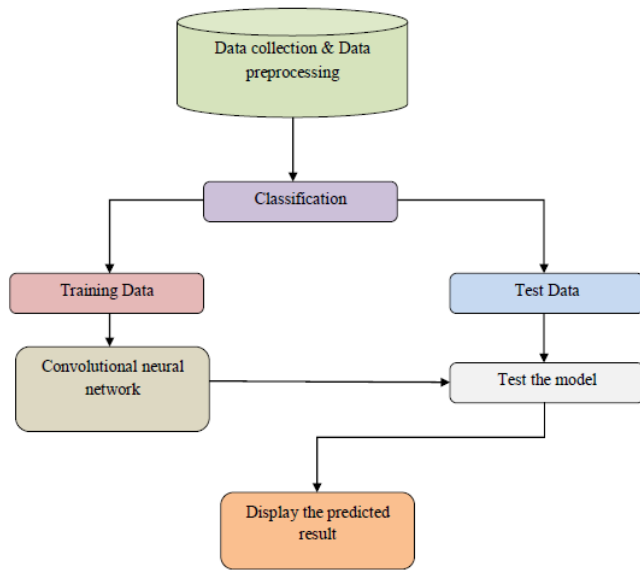 Data collection & Data
preprocessing
Classification
Training Data
Test Data
Convolutional neural
network
Test the model
Display the predicted
result